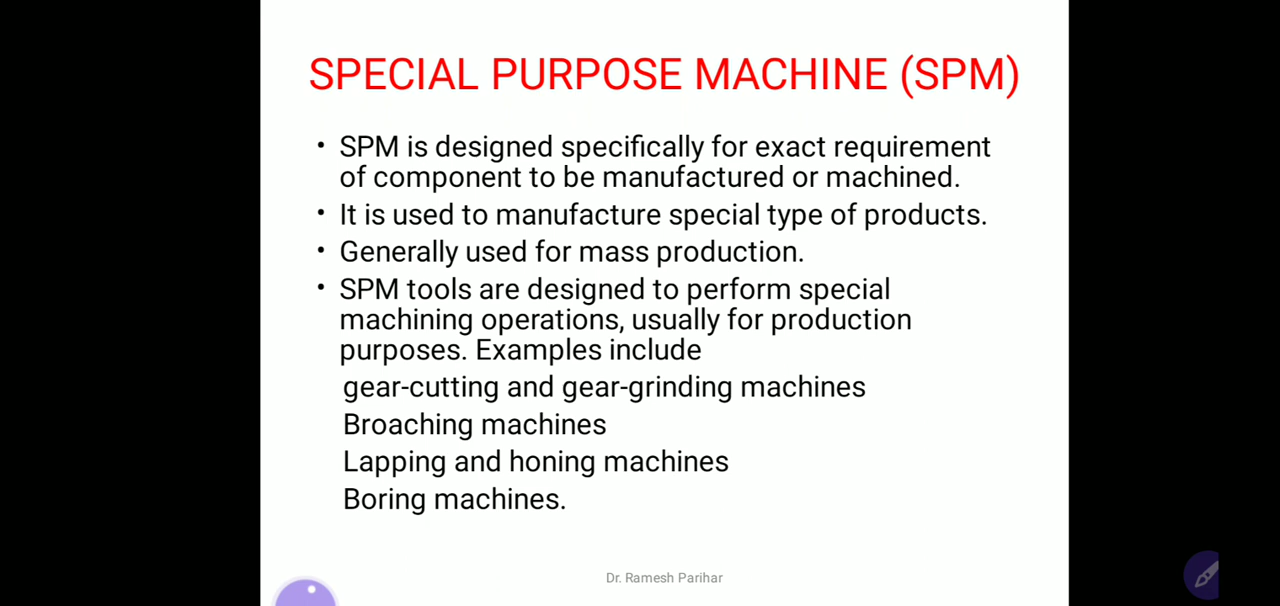 SPECIAL PURPOSE MACHINE (SPM)
• SPM is designed specifically for exact requirement
of component to be manufactured or machined.
• It is used to manufacture special type of products.
• Generally used for mass production.
• SPM tools are designed to perform special
machining operations, usually for production
purposes. Examples include
gear-cutting and gear-grinding machines
Broaching machines
Lapping and honing machines
Boring machines.
Dr. Ramesh Parihar